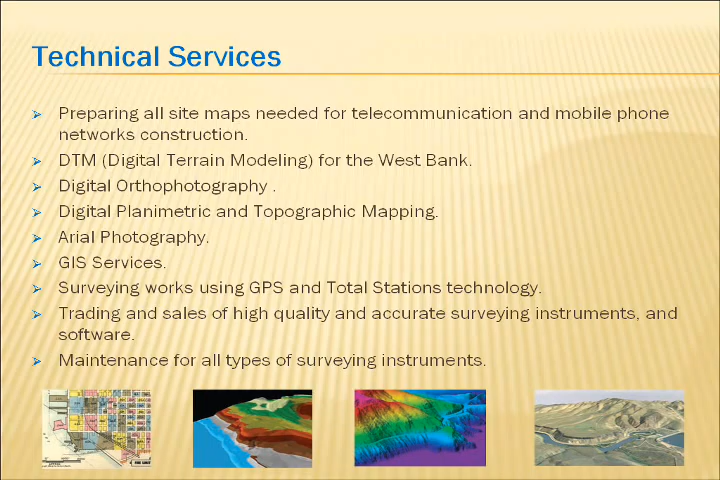 Technical Services
➢ Preparing all site maps needed for telecommunication and mobile phone
networks construction.
➢ DTM (Digital Terrain Modeling) for the West Bank.
➢ Digital Orthophotography .
➢ Digital Planimetric and Topographic Mapping.
➢ Arial Photography.
➢ GIS Services.
➢ Surveying works using GPS and Total Stations technology.
➢ Trading and sales of high quality and accurate surveying instruments, and
software.
➢ Maintenance for all types of surveying instruments.